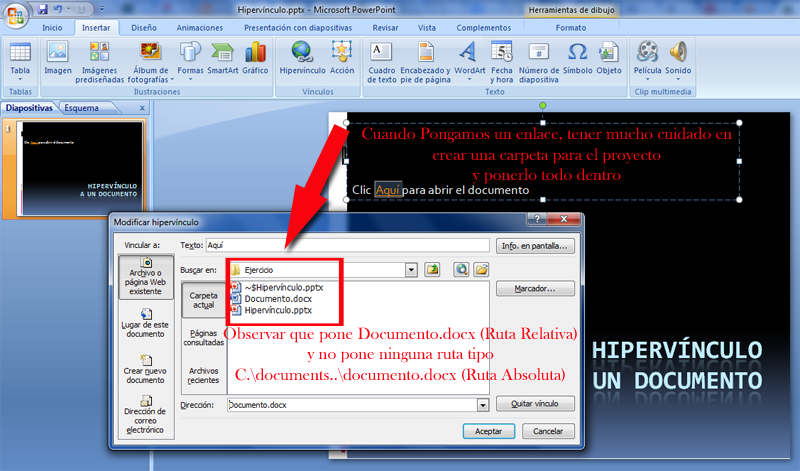 Hipervínculo.pptx - Microsoft PowerPoint
Herramientas de dibujo
Inicio Insertar Diseño Animaciones Presentación con diapositivas Revisar Vista Complementos Formato
Tabla
Imagen
Imágenes prediseñadas
Álbum de fotografías
Formas
SmartArt
Gráfico
Hipervínculo
Acción
Cuadro de texto
Encabezado y pie de página
WordArt
Fecha y hora
Número de diapositiva
Símbolo
Objeto
Película
Sonido
Tablas Ilustraciones Vínculos Texto Clip multimedia
Diapositivas Esquema x
1
Clic Aquí para abrir el documento
HIPERVÍNCULO
A UN DOCUMENTO
Cuando Pongamos un enlace, tener mucho cuidado en
crear una carpeta para el proyecto
y ponerlo todo dentro
Clic Aquí para abrir el documento
Modificar hipervínculo
Vincular a:
Texto: Aquí
Info. en pantalla...
Archivo o
página Web
existente
Buscar en: Ejercicio
Carpeta
actual
~$Hipervínculo.pptx
Documento.docx
Hipervínculo.pptx
Marcador...
Lugar de este
documento
Páginas
consultadas
Observar que pone Documento.docx (Ruta Relativa)
y no pone ninguna ruta tipo
C.\documents..\documento.docx (Ruta Absoluta)
Crear nuevo
documento
Archivos
recientes
Dirección de
correo
electrónico
Dirección: Documento.docx
Quitar vínculo
Aceptar Cancelar
HIPERVÍNCULO
UN DOCUMENTO